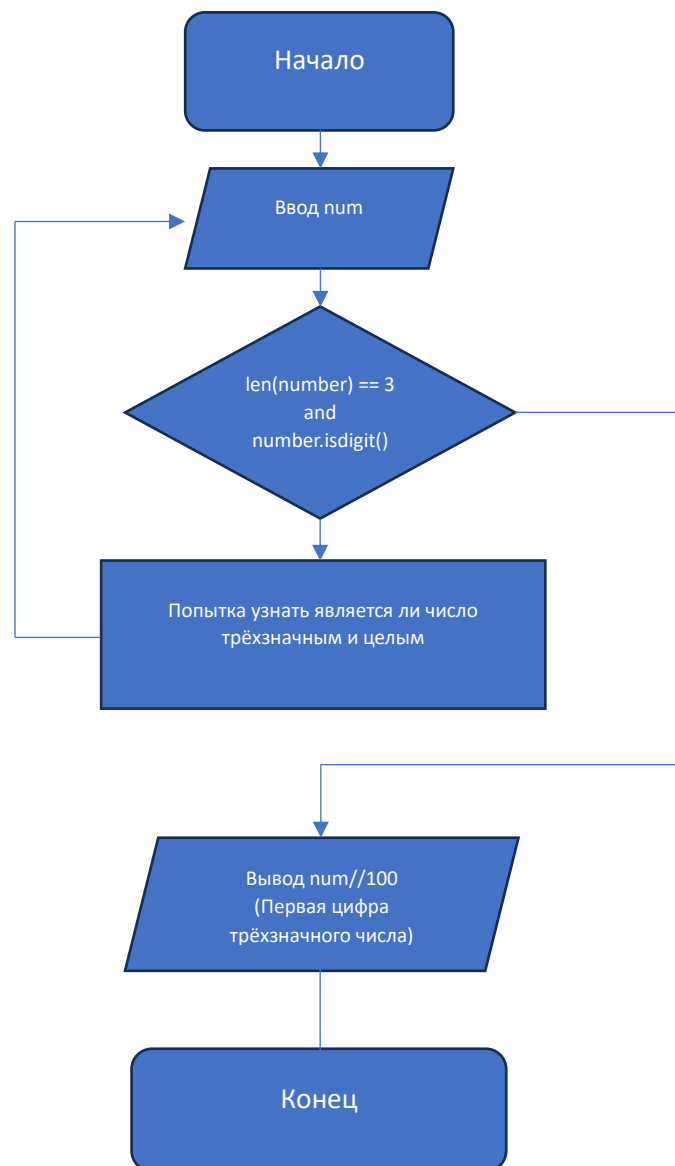 Начало
Ввод num
len(number) == 3
and
number.isdigit()
Попытка узнать является ли число
трёхзначным и целым
Вывод num//100
(Первая цифра
трёхзначного числа)
Конец